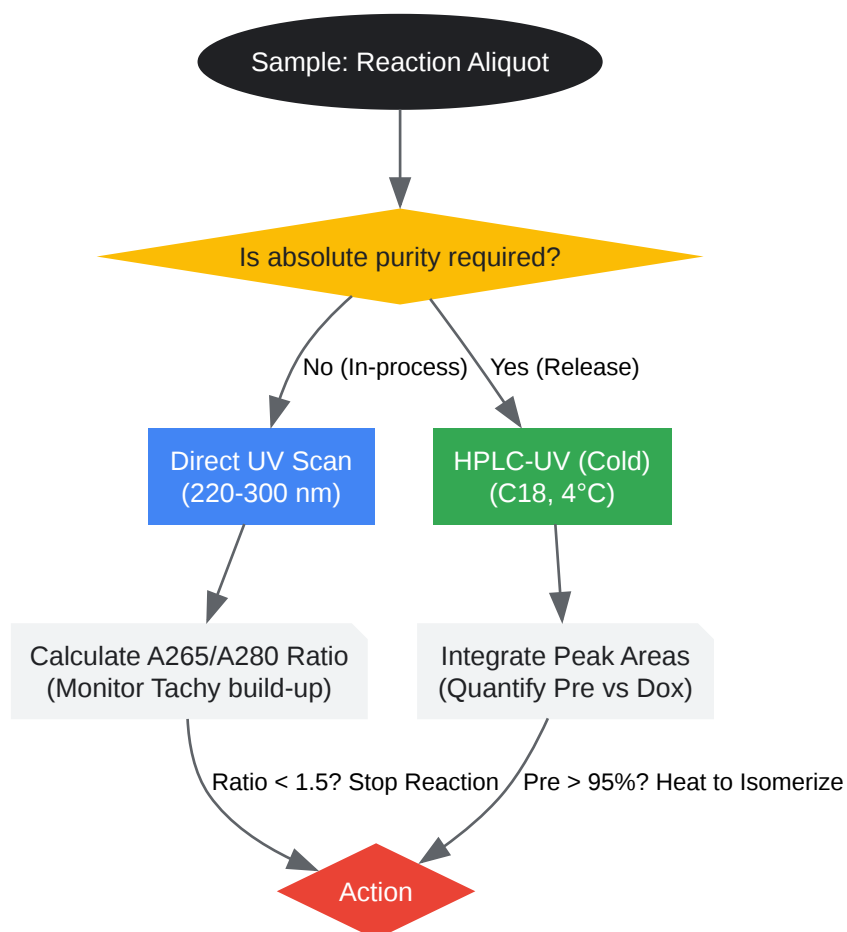 Sample: Reaction Aliquot
Is absolute purity required?
No (In-process)
Yes (Release)
Direct UV Scan
(220-300 nm)
HPLC-UV (Cold)
(C18, 4°C)
Calculate A265/A280 Ratio
(Monitor Tachy build-up)
Integrate Peak Areas
(Quantify Pre vs Dox)
Ratio < 1.5? Stop Reaction
Pre > 95%? Heat to Isomerize
Action